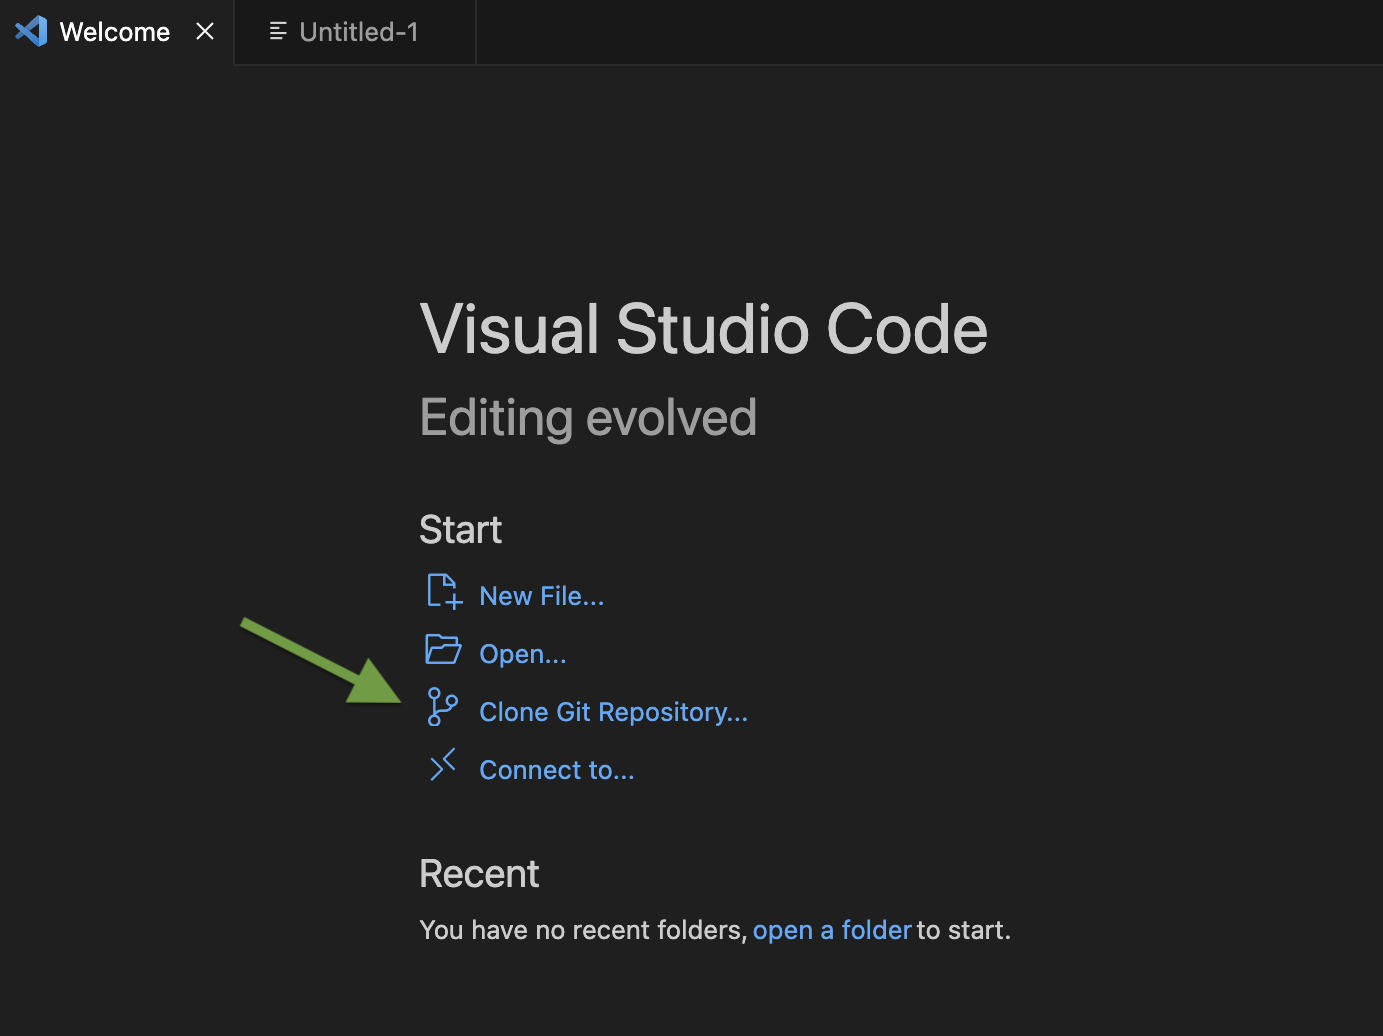 Welcome
Untitled-1
Visual Studio Code
Editing evolved
Start
New File...
Open...
Clone Git Repository...
Connect to...
Recent
You have no recent folders, open a folder to start.